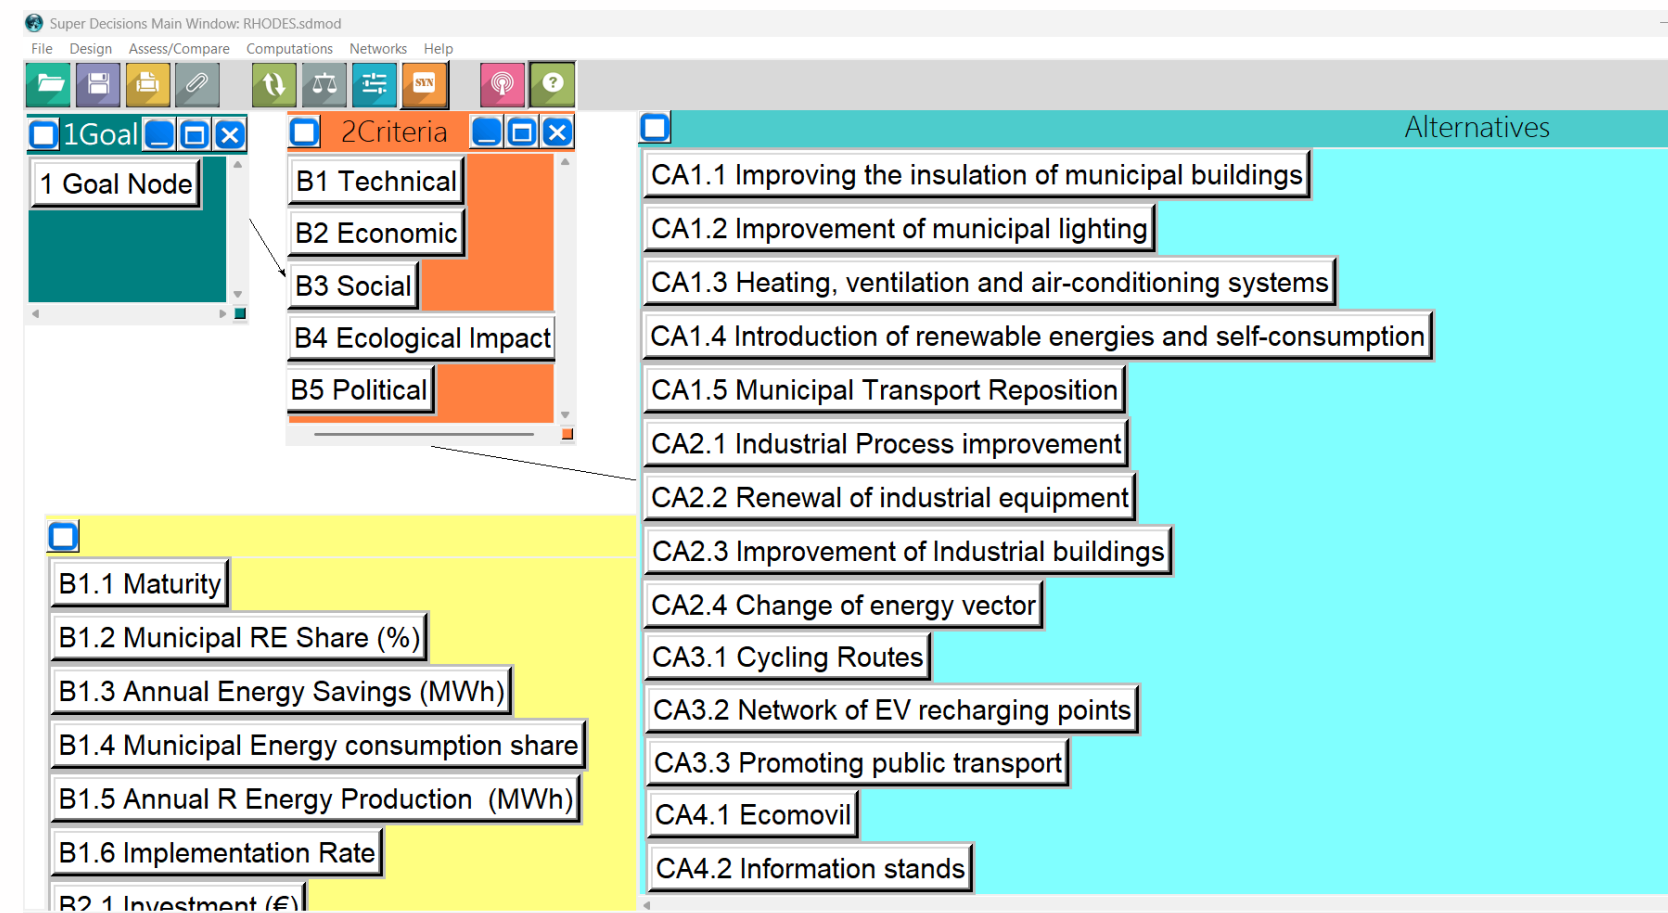 Super Decisions Main Window: RHODES.sdmod
File Design Assess/Compare Computations Networks Help
SYN
1Goal
1 Goal Node
2Criteria
B1 Technical
B2 Economic
B3 Social
B4 Ecological Impact
B5 Political
Alternatives
CA1.1 Improving the insulation of municipal buildings
CA1.2 Improvement of municipal lighting
CA1.3 Heating, ventilation and air-conditioning systems
CA1.4 Introduction of renewable energies and self-consumption
CA1.5 Municipal Transport Reposition
CA2.1 Industrial Process improvement
CA2.2 Renewal of industrial equipment
CA2.3 Improvement of Industrial buildings
CA2.4 Change of energy vector
CA3.1 Cycling Routes
CA3.2 Network of EV recharging points
CA3.3 Promoting public transport
CA4.1 Ecomovil
CA4.2 Information stands
B1.1 Maturity
B1.2 Municipal RE Share (%)
B1.3 Annual Energy Savings (MWh)
B1.4 Municipal Energy consumption share
B1.5 Annual R Energy Production  (MWh)
B1.6 Implementation Rate
B2.1 Investment (€)